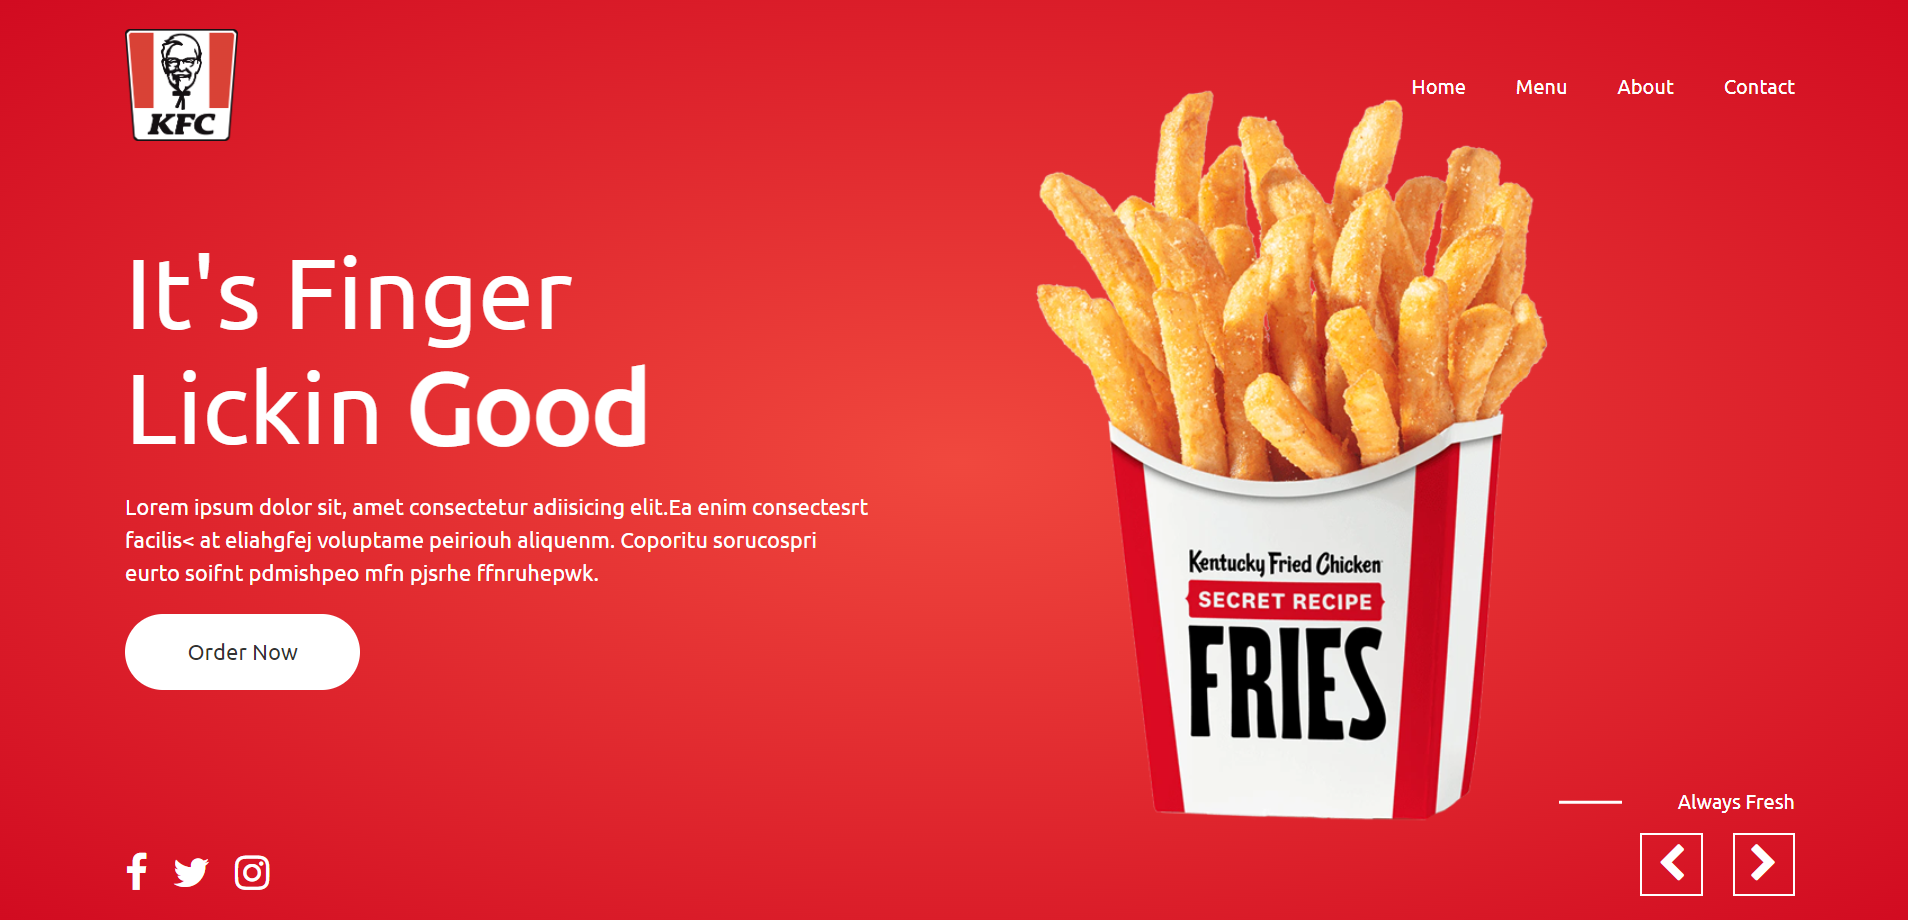 KFC
Home Menu About Contact
It's Finger
Lickin Good
Lorem ipsum dolor sit, amet consectetur adiisicing elit.Ea enim consectesrt
facilis< at eliahgfej voluptame peiriouh aliquenm. Coporitu sorucospri
eurto soifnt pdmishpeo mfn pjsrhe ffnruhepwk.
Order Now
Kentucky Fried Chicken
SECRET RECIPE
FRIES
Always Fresh